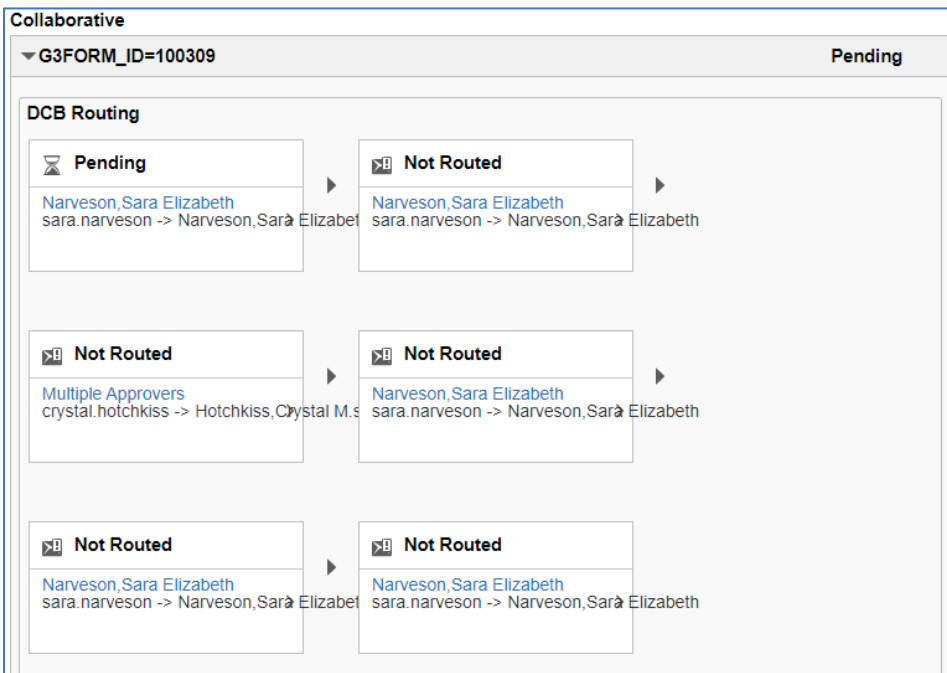 Collaborative
G3FORM_ID=100309 Pending
DCB Routing
Pending
Narveson,Sara Elizabeth
sara.narveson -> Narveson,Sara Elizabet
Not Routed
Narveson,Sara Elizabeth
sara.narveson -> Narveson,Sara Elizabeth
Not Routed
Multiple Approvers
crystal.hotchkiss -> Hotchkiss,Crystal M.s
Not Routed
Narveson,Sara Elizabeth
sara.narveson -> Narveson,Sara Elizabeth
Not Routed
Narveson,Sara Elizabeth
sara.narveson -> Narveson,Sara Elizabet
Not Routed
Narveson,Sara Elizabeth
sara.narveson -> Narveson,Sara Elizabeth